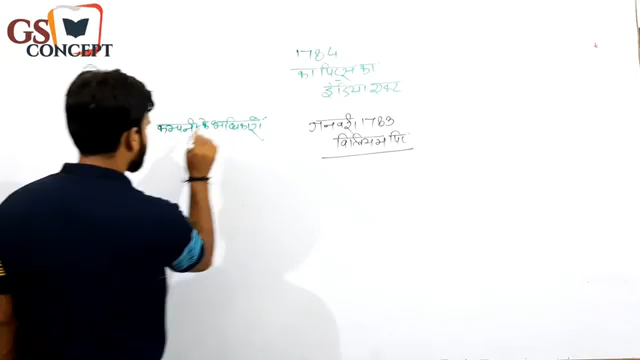 GS
CONCEPT
1784
का पिट्स का
इंडिया एक्ट
कम्पनी के अधिकारों
जनवरी 1783
विलियम पिट